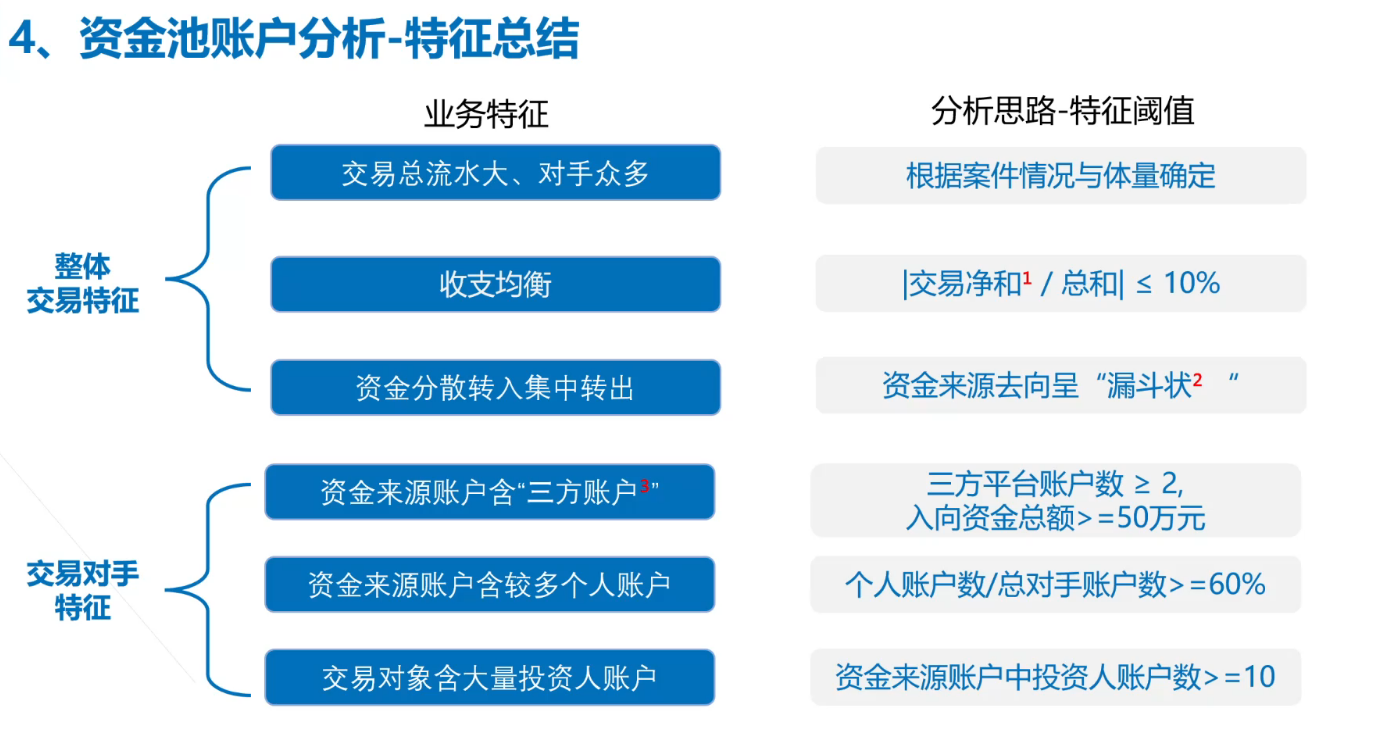 4、资金池账户分析-特征总结
业务特征
分析思路-特征阈值
整体
交易特征
交易总流水大、对手众多
根据案件情况与体量确定
收支均衡
|交易净和1 / 总和| ≤ 10%
资金分散转入集中转出
资金来源去向呈“漏斗状2 “
交易对手
特征
资金来源账户含“三方账户3”
三方平台账户数 ≥ 2,
入向资金总额>=50万元
资金来源账户含较多个人账户
个人账户数/总对手账户数>=60%
交易对象含大量投资人账户
资金来源账户中投资人账户数>=10